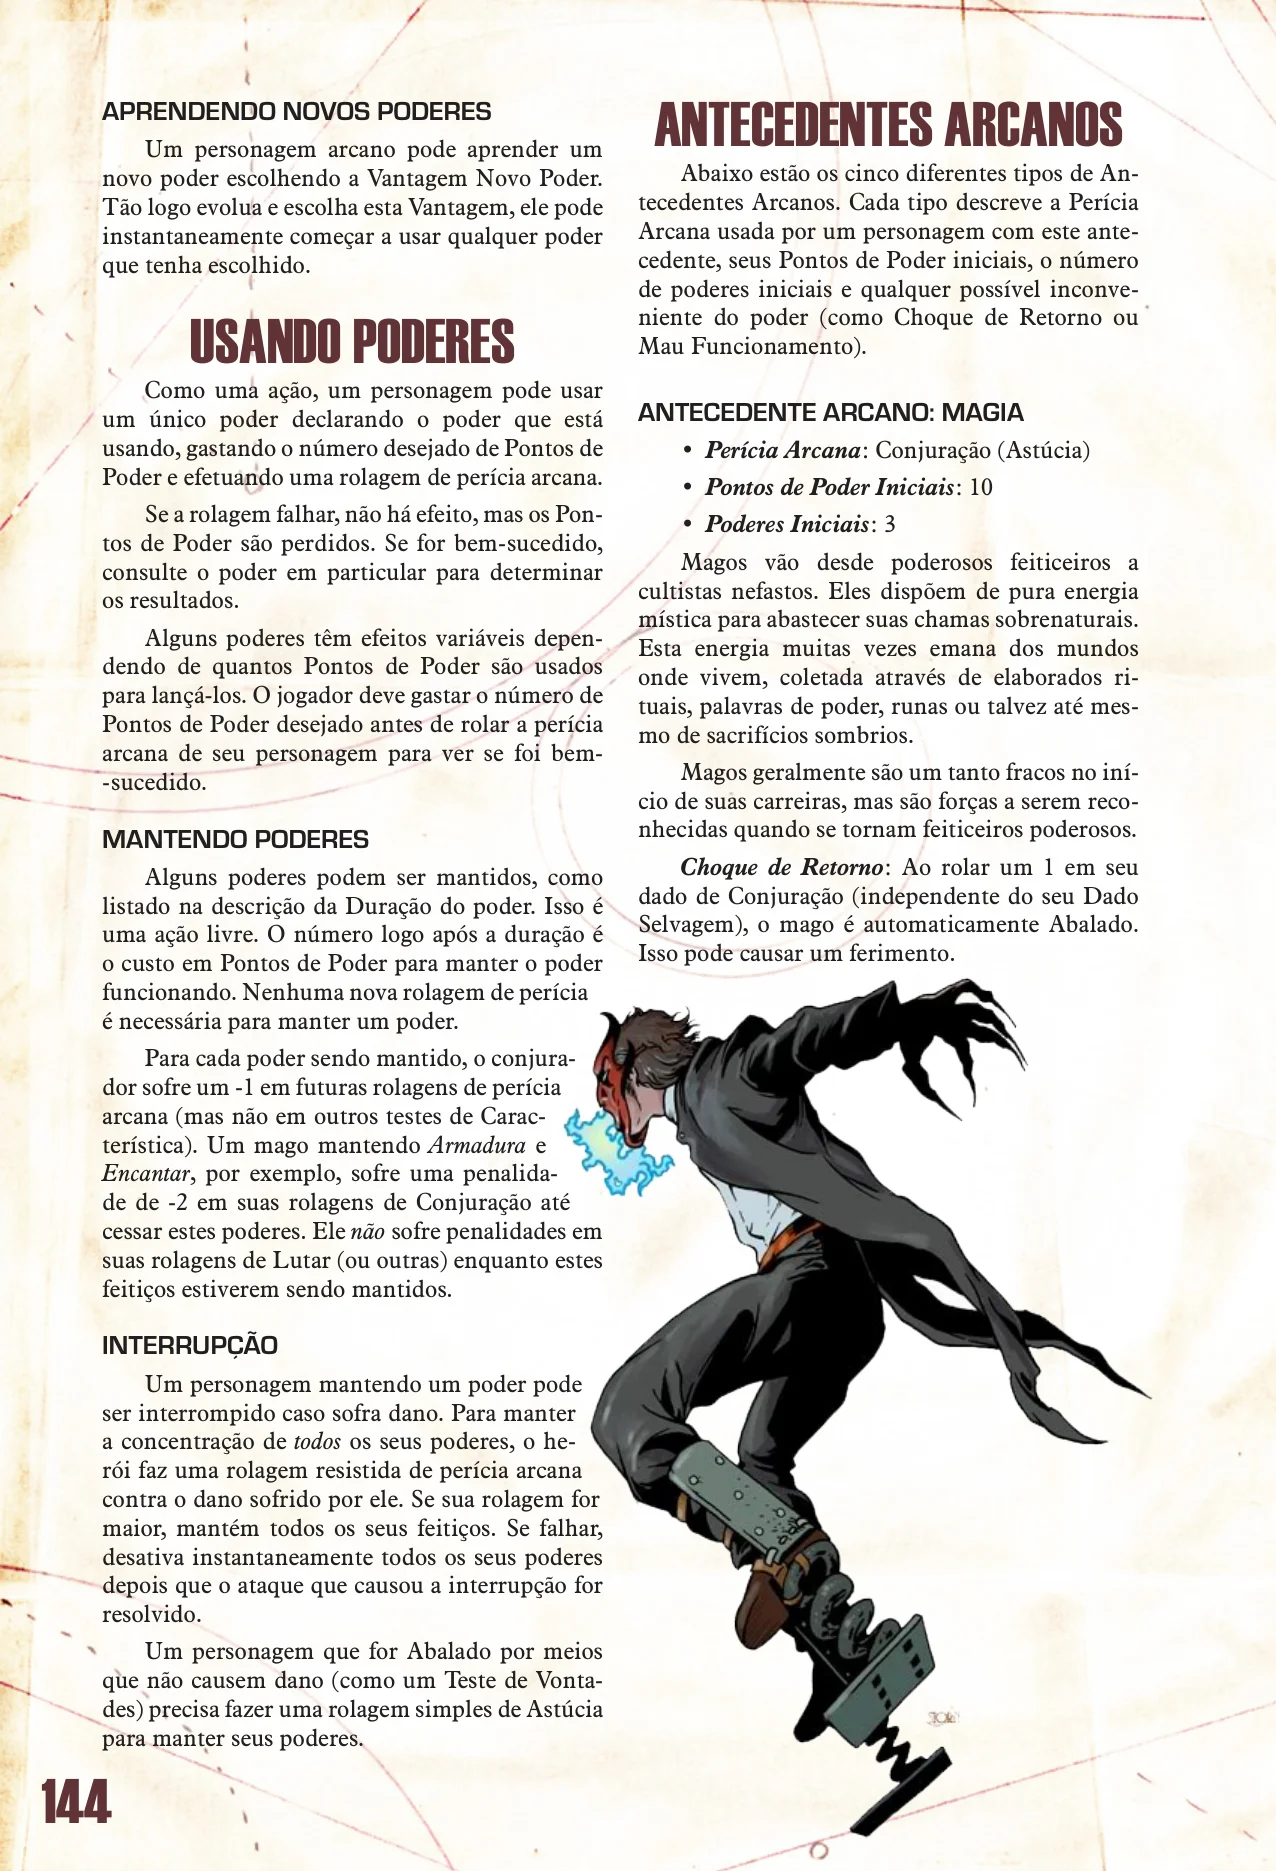 APRENDENDO NOVOS PODERES
Um personagem arcano pode aprender um
novo poder escolhendo a Vantagem Novo Poder.
Tão logo evolua e escolha esta Vantagem, ele pode
instantaneamente começar a usar qualquer poder
que tenha escolhido.
USANDO PODERES
Como uma ação, um personagem pode usar
um único poder declarando o poder que está
usando, gastando o número desejado de Pontos de
Poder e efetuando uma rolagem de perícia arcana.
Se a rolagem falhar, não há efeito, mas os Pon-
tos de Poder são perdidos. Se for bem-sucedido,
consulte o poder em particular para determinar
os resultados.
Alguns poderes têm efeitos variáveis depen-
dendo de quantos Pontos de Poder são usados
para lançá-los. O jogador deve gastar o número de
Pontos de Poder desejado antes de rolar a perícia
arcana de seu personagem para ver se foi bem-
-sucedido.
MANTENDO PODERES
Alguns poderes podem ser mantidos, como
listado na descrição da Duração do poder. Isso é
uma ação livre. O número logo após a duração é
o custo em Pontos de Poder para manter o poder
funcionando. Nenhuma nova rolagem de perícia
é necessária para manter um poder.
Para cada poder sendo mantido, o conjura-
dor sofre um -1 em futuras rolagens de perícia
arcana (mas não em outros testes de Carac-
terística). Um mago mantendo Armadura e
Encantar, por exemplo, sofre uma penalida-
de de -2 em suas rolagens de Conjuração até
cessar estes poderes. Ele não sofre penalidades em
suas rolagens de Lutar (ou outras) enquanto estes
feitiços estiverem sendo mantidos.
INTERRUPÇÃO
Um personagem mantendo um poder pode
ser interrompido caso sofra dano. Para manter
a concentração de todos os seus poderes, o he-
rói faz uma rolagem resistida de perícia arcana
contra o dano sofrido por ele. Se sua rolagem for
maior, mantém todos os seus feitiços. Se falhar,
desativa instantaneamente todos os seus poderes
depois que o ataque que causou a interrupção for
resolvido.
Um personagem que for Abalado por meios
que não causem dano (como um Teste de Vonta-
des) precisa fazer uma rolagem simples de Astúcia
para manter seus poderes.
144
ANTECEDENTES ARCANOS
Abaixo estão os cinco diferentes tipos de An-
tecedentes Arcanos. Cada tipo descreve a Perícia
Arcana usada por um personagem com este ante-
cedente, seus Pontos de Poder iniciais, o número
de poderes iniciais e qualquer possível inconve-
niente do poder (como Choque de Retorno ou
Mau Funcionamento).
ANTECEDENTE ARCANO: MAGIA
• Perícia Arcana: Conjuração (Astúcia)
• Pontos de Poder Iniciais: 10
• Poderes Iniciais: 3
Magos vão desde poderosos feiticeiros a
cultistas nefastos. Eles dispõem de pura energia
mística para abastecer suas chamas sobrenaturais.
Esta energia muitas vezes emana dos mundos
onde vivem, coletada através de elaborados ri-
tuais, palavras de poder, runas ou talvez até mes-
mo de sacrifícios sombrios.
Magos geralmente são um tanto fracos no iní-
cio de suas carreiras, mas são forças a serem reco-
nhecidas quando se tornam feiticeiros poderosos.
Choque de Retorno: Ao rolar um 1 em seu
dado de Conjuração (independente do seu Dado
Selvagem), o mago é automaticamente Abalado.
Isso pode causar um ferimento.